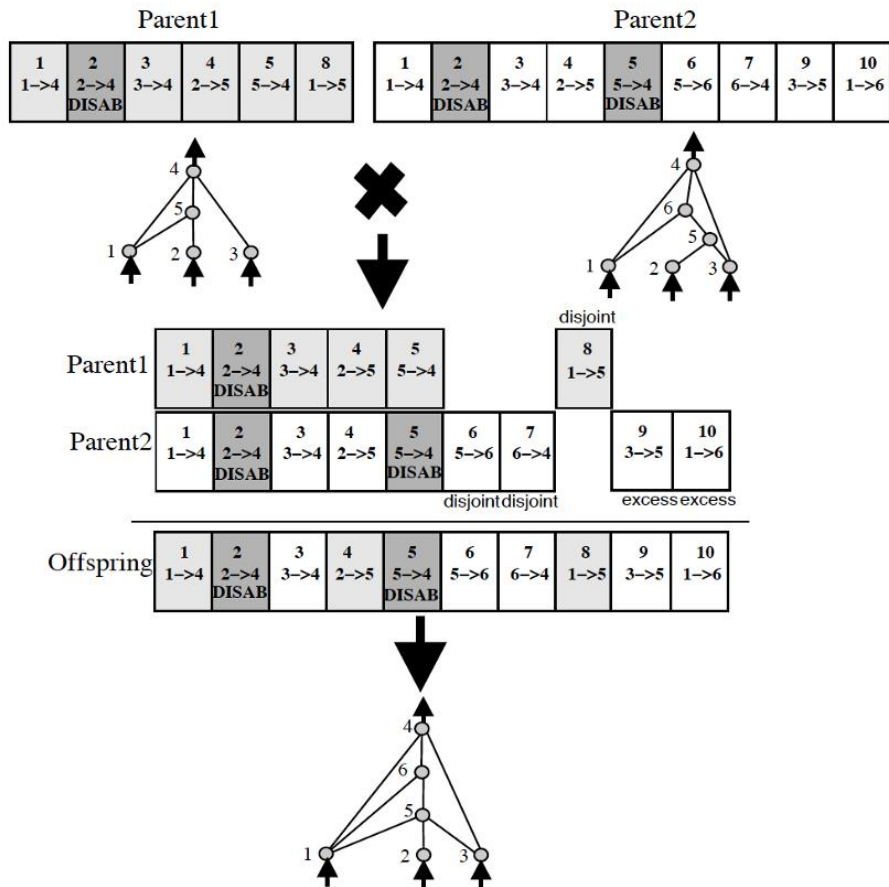 Parent1 Parent2
1 2 3 4 5 8 1 2 3 4 5 6 7 9 10
1–>4 2–>4 3–>4 2–>5 5–>4 1–>5 1–>4 2–>4 3–>4 2–>5 5–>4 5–>6 6–>4 3–>5 1–>6
DISAB DISAB DISAB
4 4
5 6
5
1 2 3 1 2 3
disjoint
Parent1 1 2 3 4 5 8
1–>4 2–>4 3–>4 2–>5 5–>4 1–>5
DISAB
Parent2 1 2 3 4 5 6 7 9 10
1–>4 2–>4 3–>4 2–>5 5–>4 5–>6 6–>4 3–>5 1–>6
DISAB DISAB
disjoint disjoint excess excess
Offspring 1 2 3 4 5 6 7 8 9 10
1–>4 2–>4 3–>4 2–>5 5–>4 5–>6 6–>4 1–>5 3–>5 1–>6
DISAB DISAB
4
6
5
1 2 3